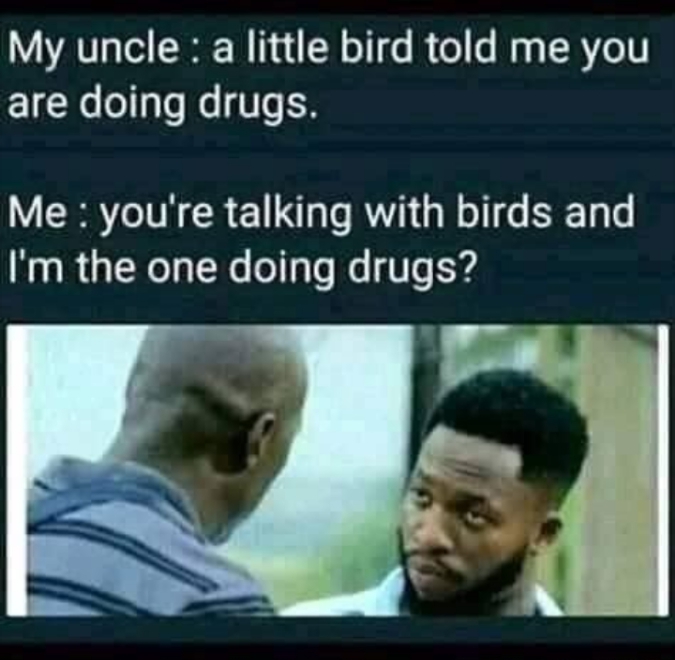 My uncle : a little bird told me you
are doing drugs.
Me : you're talking with birds and
I'm the one doing drugs?